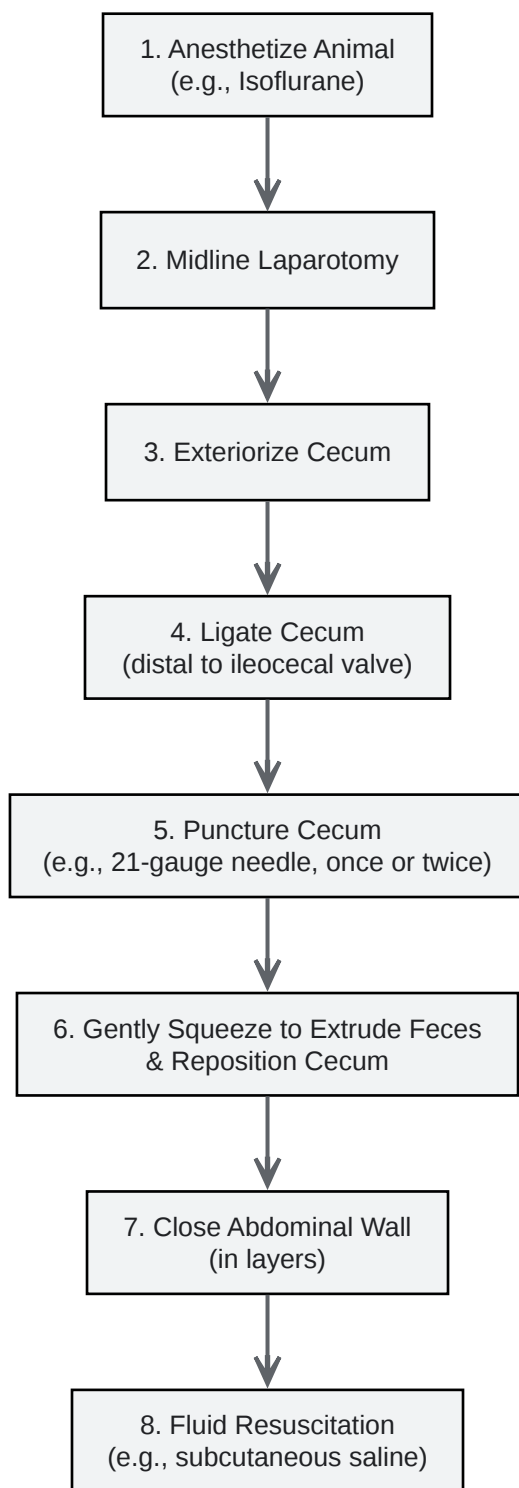 1. Anesthetize Animal
(e.g., Isoflurane)
2. Midline Laparotomy
3. Exteriorize Cecum
4. Ligate Cecum
(distal to ileocecal valve)
5. Puncture Cecum
(e.g., 21-gauge needle, once or twice)
6. Gently Squeeze to Extrude Feces
& Reposition Cecum
7. Close Abdominal Wall
(in layers)
8. Fluid Resuscitation
(e.g., subcutaneous saline)